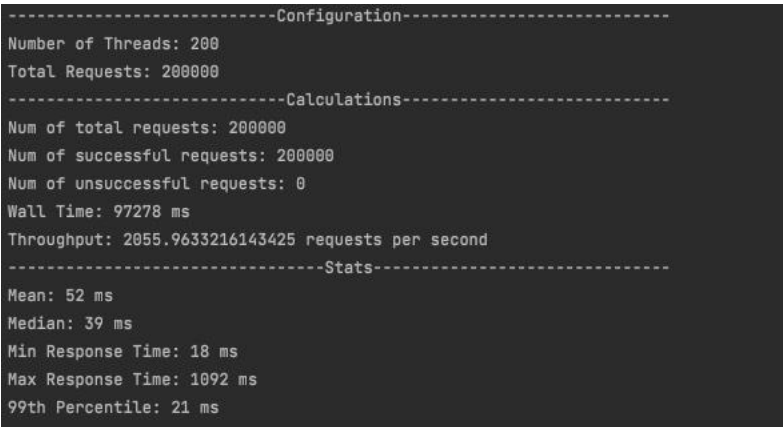 ----------------------------Configuration----------------------------
Number of Threads: 200
Total Requests: 200000
-----------------------------Calculations----------------------------
Num of total requests: 200000
Num of successful requests: 200000
Num of unsuccessful requests: 0
Wall Time: 97278 ms
Throughput: 2055.9633216143425 requests per second
---------------------------------Stats-------------------------------
Mean: 52 ms
Median: 39 ms
Min Response Time: 18 ms
Max Response Time: 1092 ms
99th Percentile: 21 ms